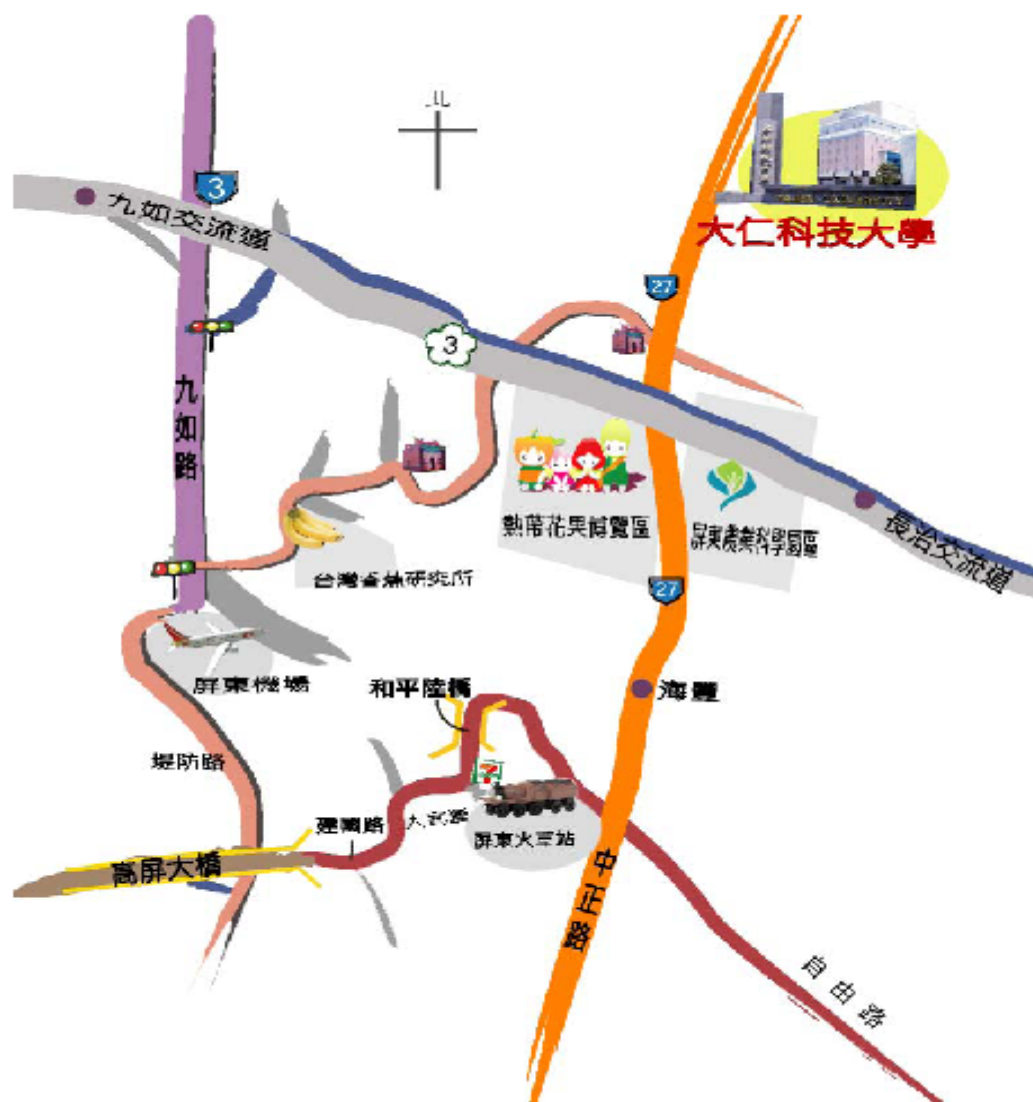 北
3
九如交流道
大仁科技大學
27
3
九如路
熱帶花果博覽區
屏東農業科學園區
長治交流道
台灣香蕉研究所
27
屏東機場
和平陸橋
海豐
堤防路
7
建國路
屏東火車站
高屏大橋
中正路
自由路